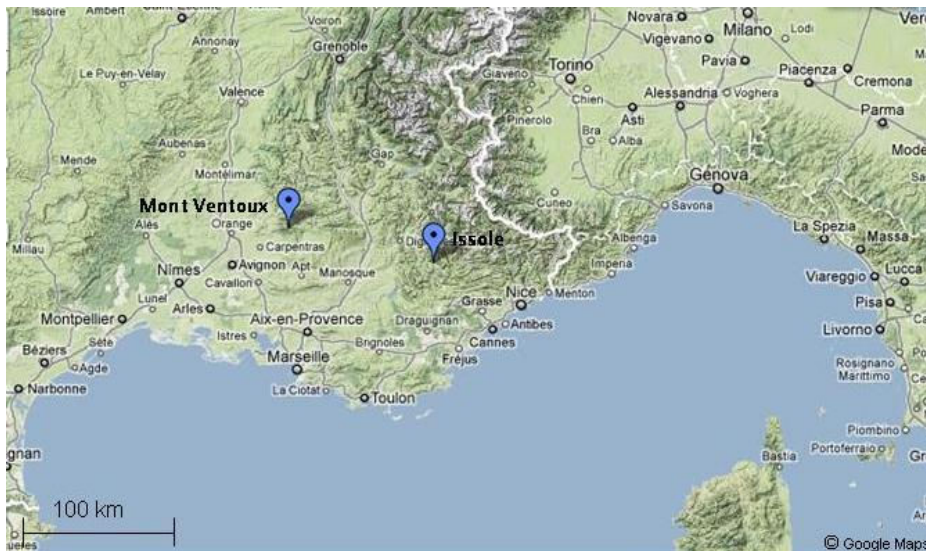 Issoire
Ambert
Voiron
Novara
Milano
Lodi
Annonay
Grenoble
Vigevano
Le Puy-en-Velay
Giaveno
Torino
Pavia
Piacenza
Cremona
Valence
Chieri
Alessandria
Voghera
Asti
Parma
Pinerolo
Bra
Alba
Aubenas
Mende
Gap
Montélimar
Genova
Mont Ventoux
Cuneo
Savona
Millau
Alès
Orange
Dig
Issole
Albenga
La Spezia
Massa
Carpentras
Nîmes
Avignon
Apt
Manosque
Imperia
Viareggio
Lucca
Cavaillon
Nice
Menton
Lunel
Grasse
Pisa
Montpellier
Arles
Aix-en-Provence
Draguignan
Antibes
Istres
Cannes
Livorno
Béziers
Sète
Brignoles
Fréjus
Marseille
Agde
Rosignano
Marittimo
Narbonne
La Ciotat
Toulon
Piombino
Portoferraio
gnan
Bastia
100 km
© Google Maps